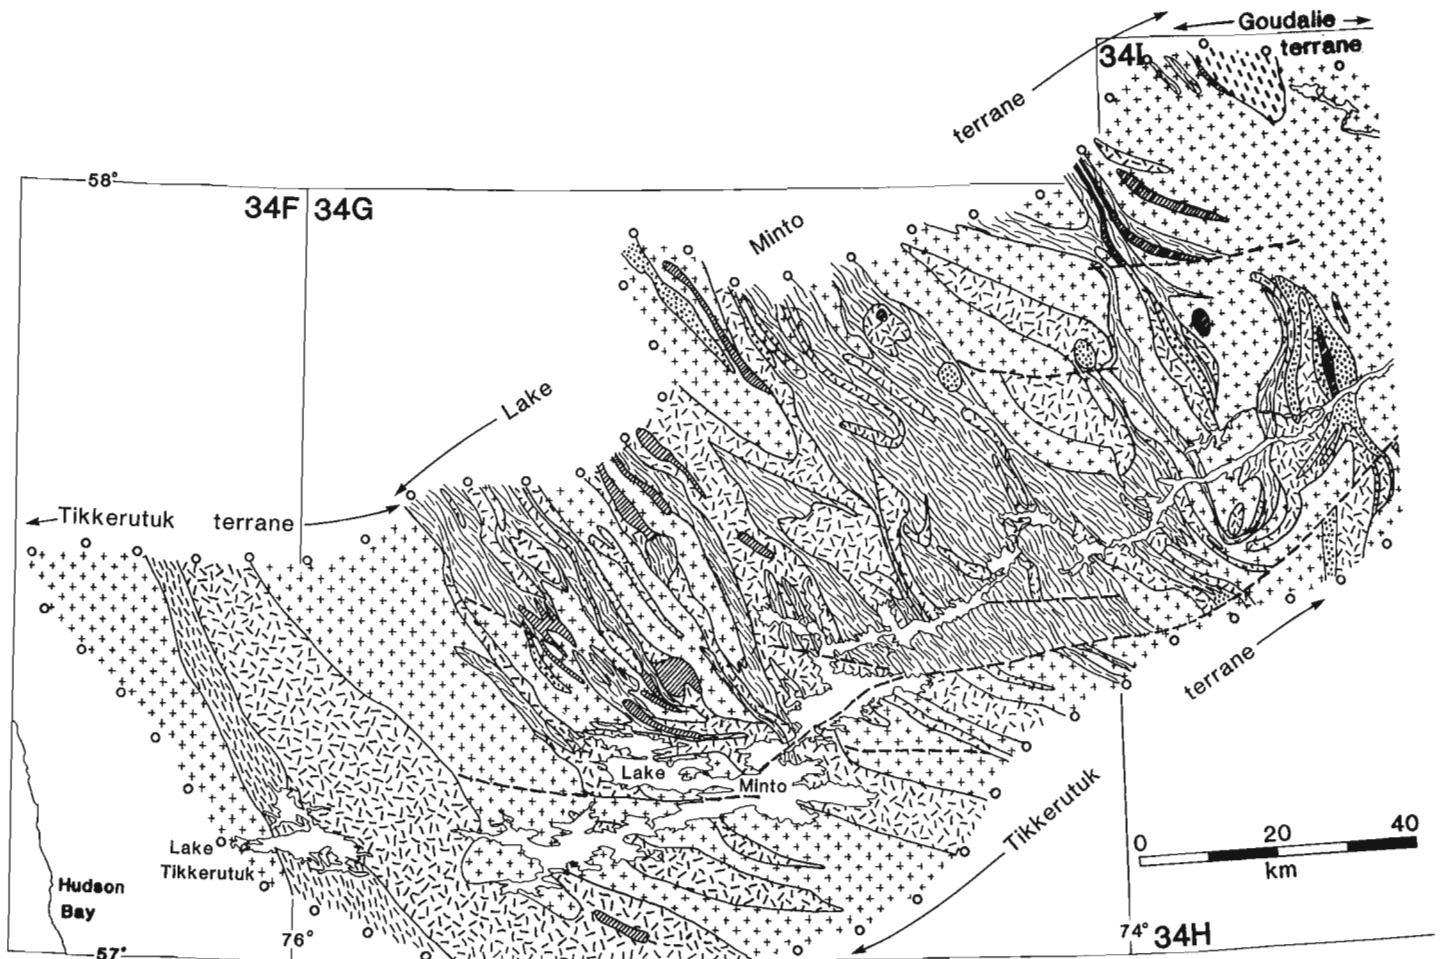 Goudalie
terrane
34I
terrane
58°
34F
34G
Minto
Lake
Tikkerutuk terrane
terrane
Lake
Minto
Tikkerutuk
0 20 40
km
Lake
Tikkerutuk
Hudson
Bay
76°
74°
34H
57°